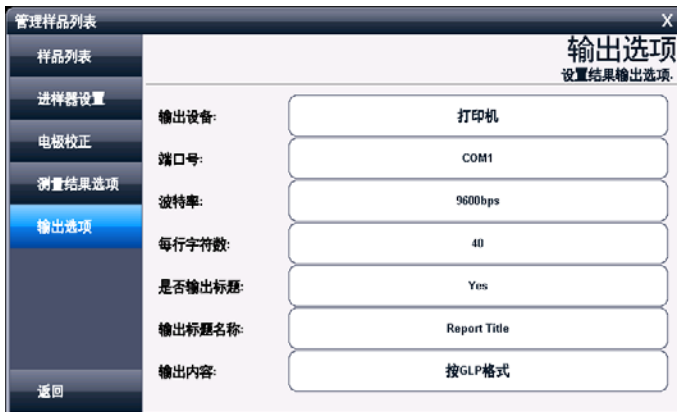 管理样品列表 X
样品列表
进样器设置
电极校正
测量结果选项
输出选项
返回
输出选项
设置结果输出选项.
输出设备: 打印机
端口号: COM1
波特率: 9600bps
每行字符数: 40
是否输出标题: Yes
输出标题名称: Report Title
输出内容: 按GLP格式